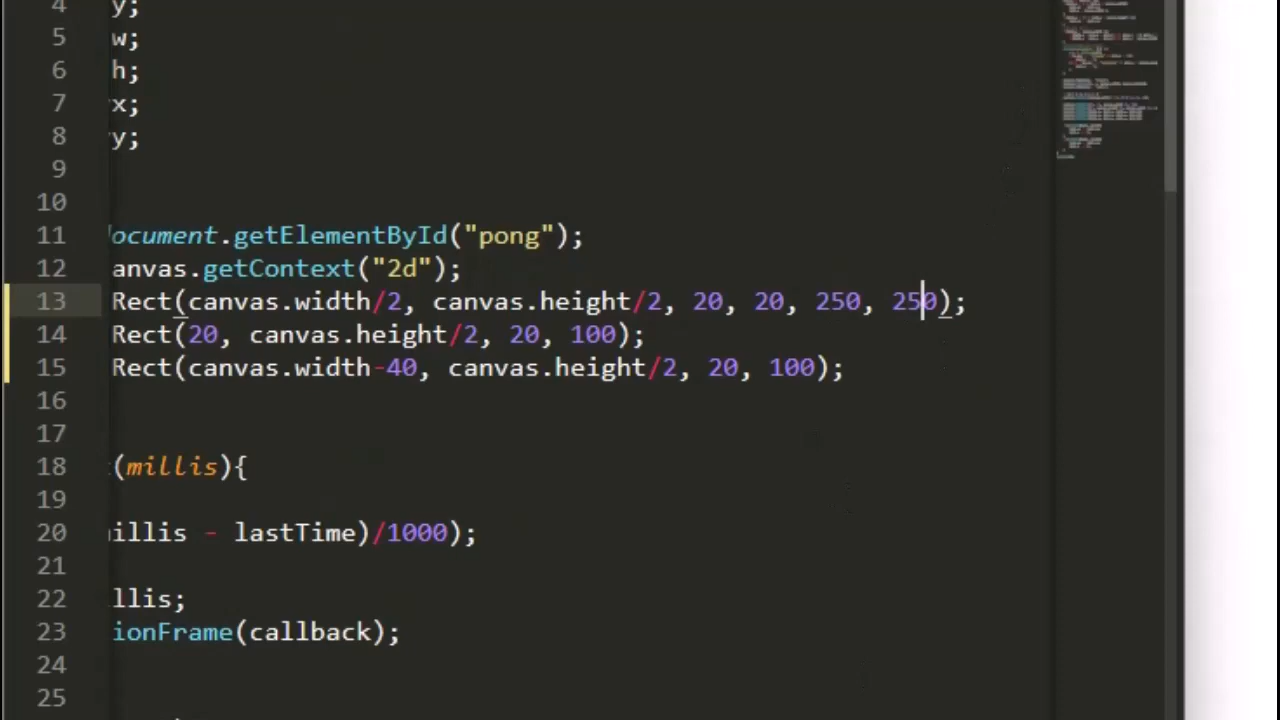 4 y;
5 w;
6 h;
7 x;
8 y;
9
10
11 ocument.getElementById("pong");
12 anvas.getContext("2d");
13 Rect(canvas.width/2, canvas.height/2, 20, 20, 250, 250);
14 Rect(20, canvas.height/2, 20, 100);
15 Rect(canvas.width-40, canvas.height/2, 20, 100);
16
17
18 (millis){
19
20 illis - lastTime)/1000);
21
22 llis;
23 ionFrame(callback);
24
25